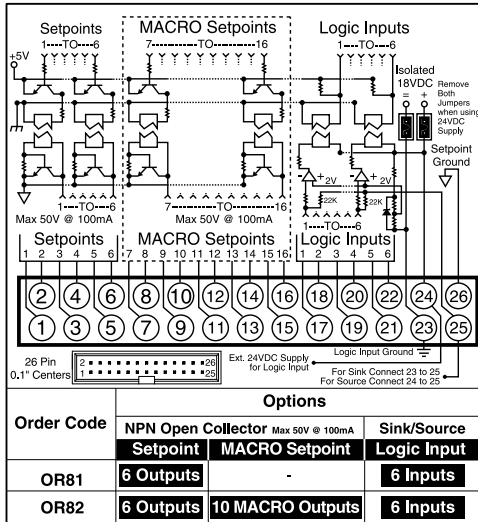 Setpoints MACRO Setpoints Logic Inputs
1----TO----6 7--------TO--------16 1---TO---6
+5V
Isolated
18VDC
= +
Remove
Both
Jumpers
when using
24VDC
Supply
Setpoint
Ground
+ 2V + 2V
22K 22K
1---TO---6 7--------TO--------16 1---TO---6
Max 50V @ 100mA Max 50V @ 100mA
Setpoints MACRO Setpoints Logic Inputs
1 2 3 4 5 6 7 8 9 10 11 12 13 14 15 16 1 2 3 4 5 6
2 4 6 8 10 12 14 16 18 20 22 24 26
1 3 5 7 9 11 13 15 17 19 21 23 25
26 Pin
0.1" Centers
2 26
1 25
Ext. 24VDC Supply
for Logic Input
Logic Input Ground
For Sink Connect 23 to 25
For Source Connect 24 to 25
Order Code
Options
NPN Open Collector Max 50V @ 100mA
Sink/Source
Setpoint MACRO Setpoint Logic Input
OR81 6 Outputs - 6 Inputs
OR82 6 Outputs 10 MACRO Outputs 6 Inputs